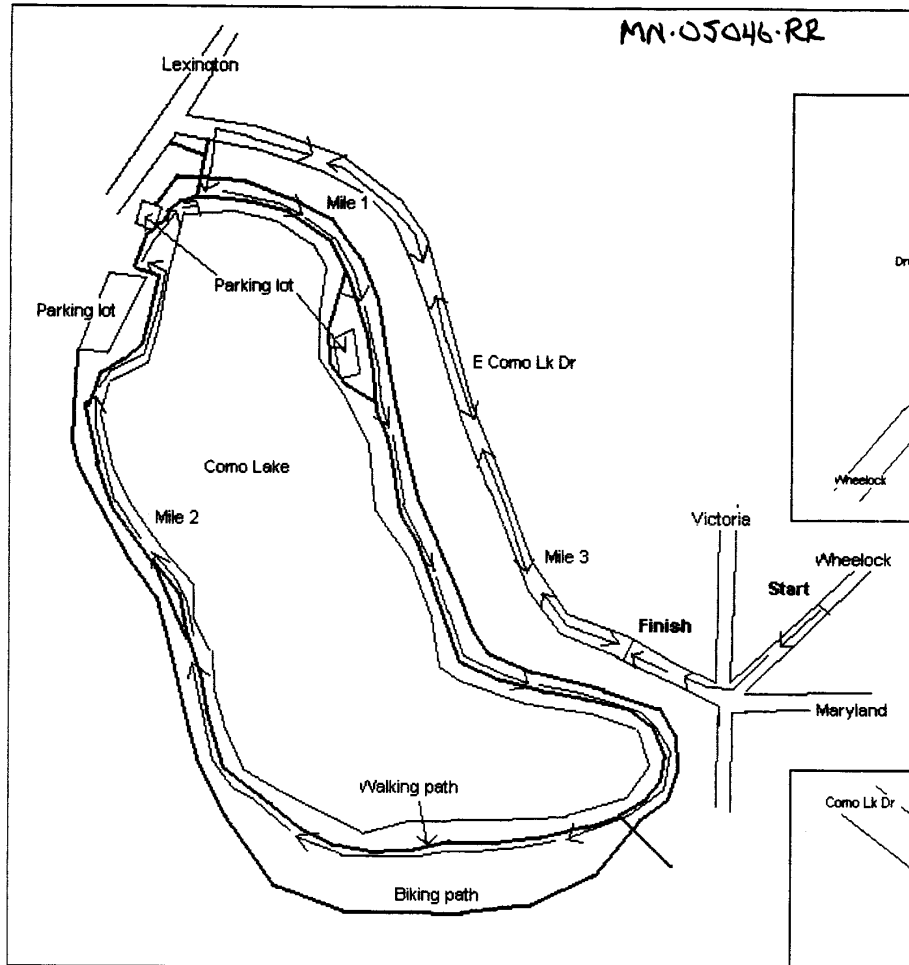 MN.05046.RR
Lexington
Mile 1
Dr
Parking lot
Parking lot
E Como Lk Dr
Como Lake
Wheelock
Victoria
Mile 2
Mile 3
Wheelock
Start
Finish
Maryland
Walking path
Como Lk Dr
Biking path